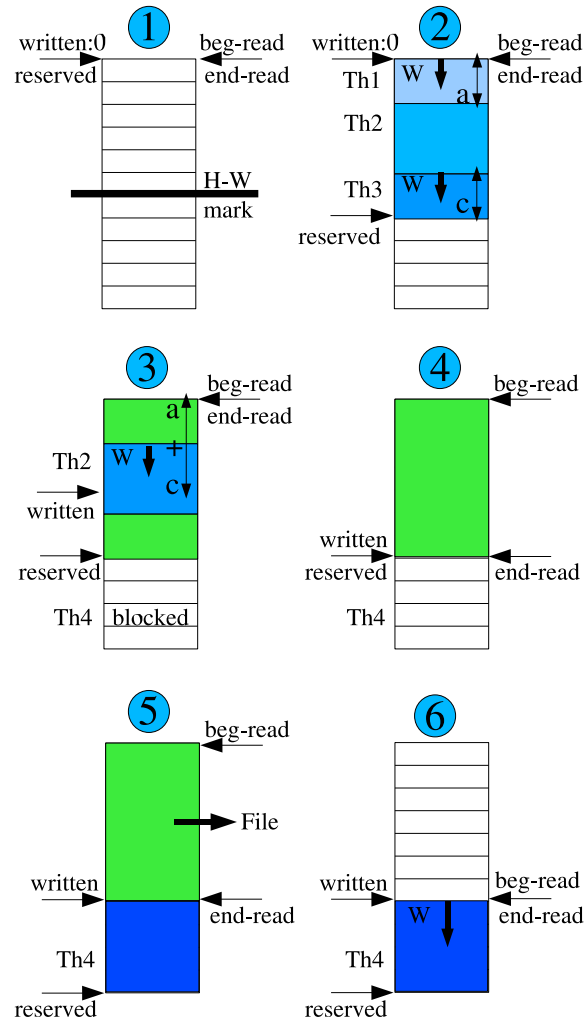 1
written:0 beg-read
reserved end-read
H-W
mark
2
written:0 beg-read
Th1 W a end-read
Th2
Th3 W c
reserved
3
beg-read
a end-read
+
Th2 W
c
written
reserved
Th4 blocked
4
beg-read
written
reserved end-read
Th4
5
beg-read
File
written end-read
Th4
reserved
6
written beg-read
W end-read
Th4
reserved